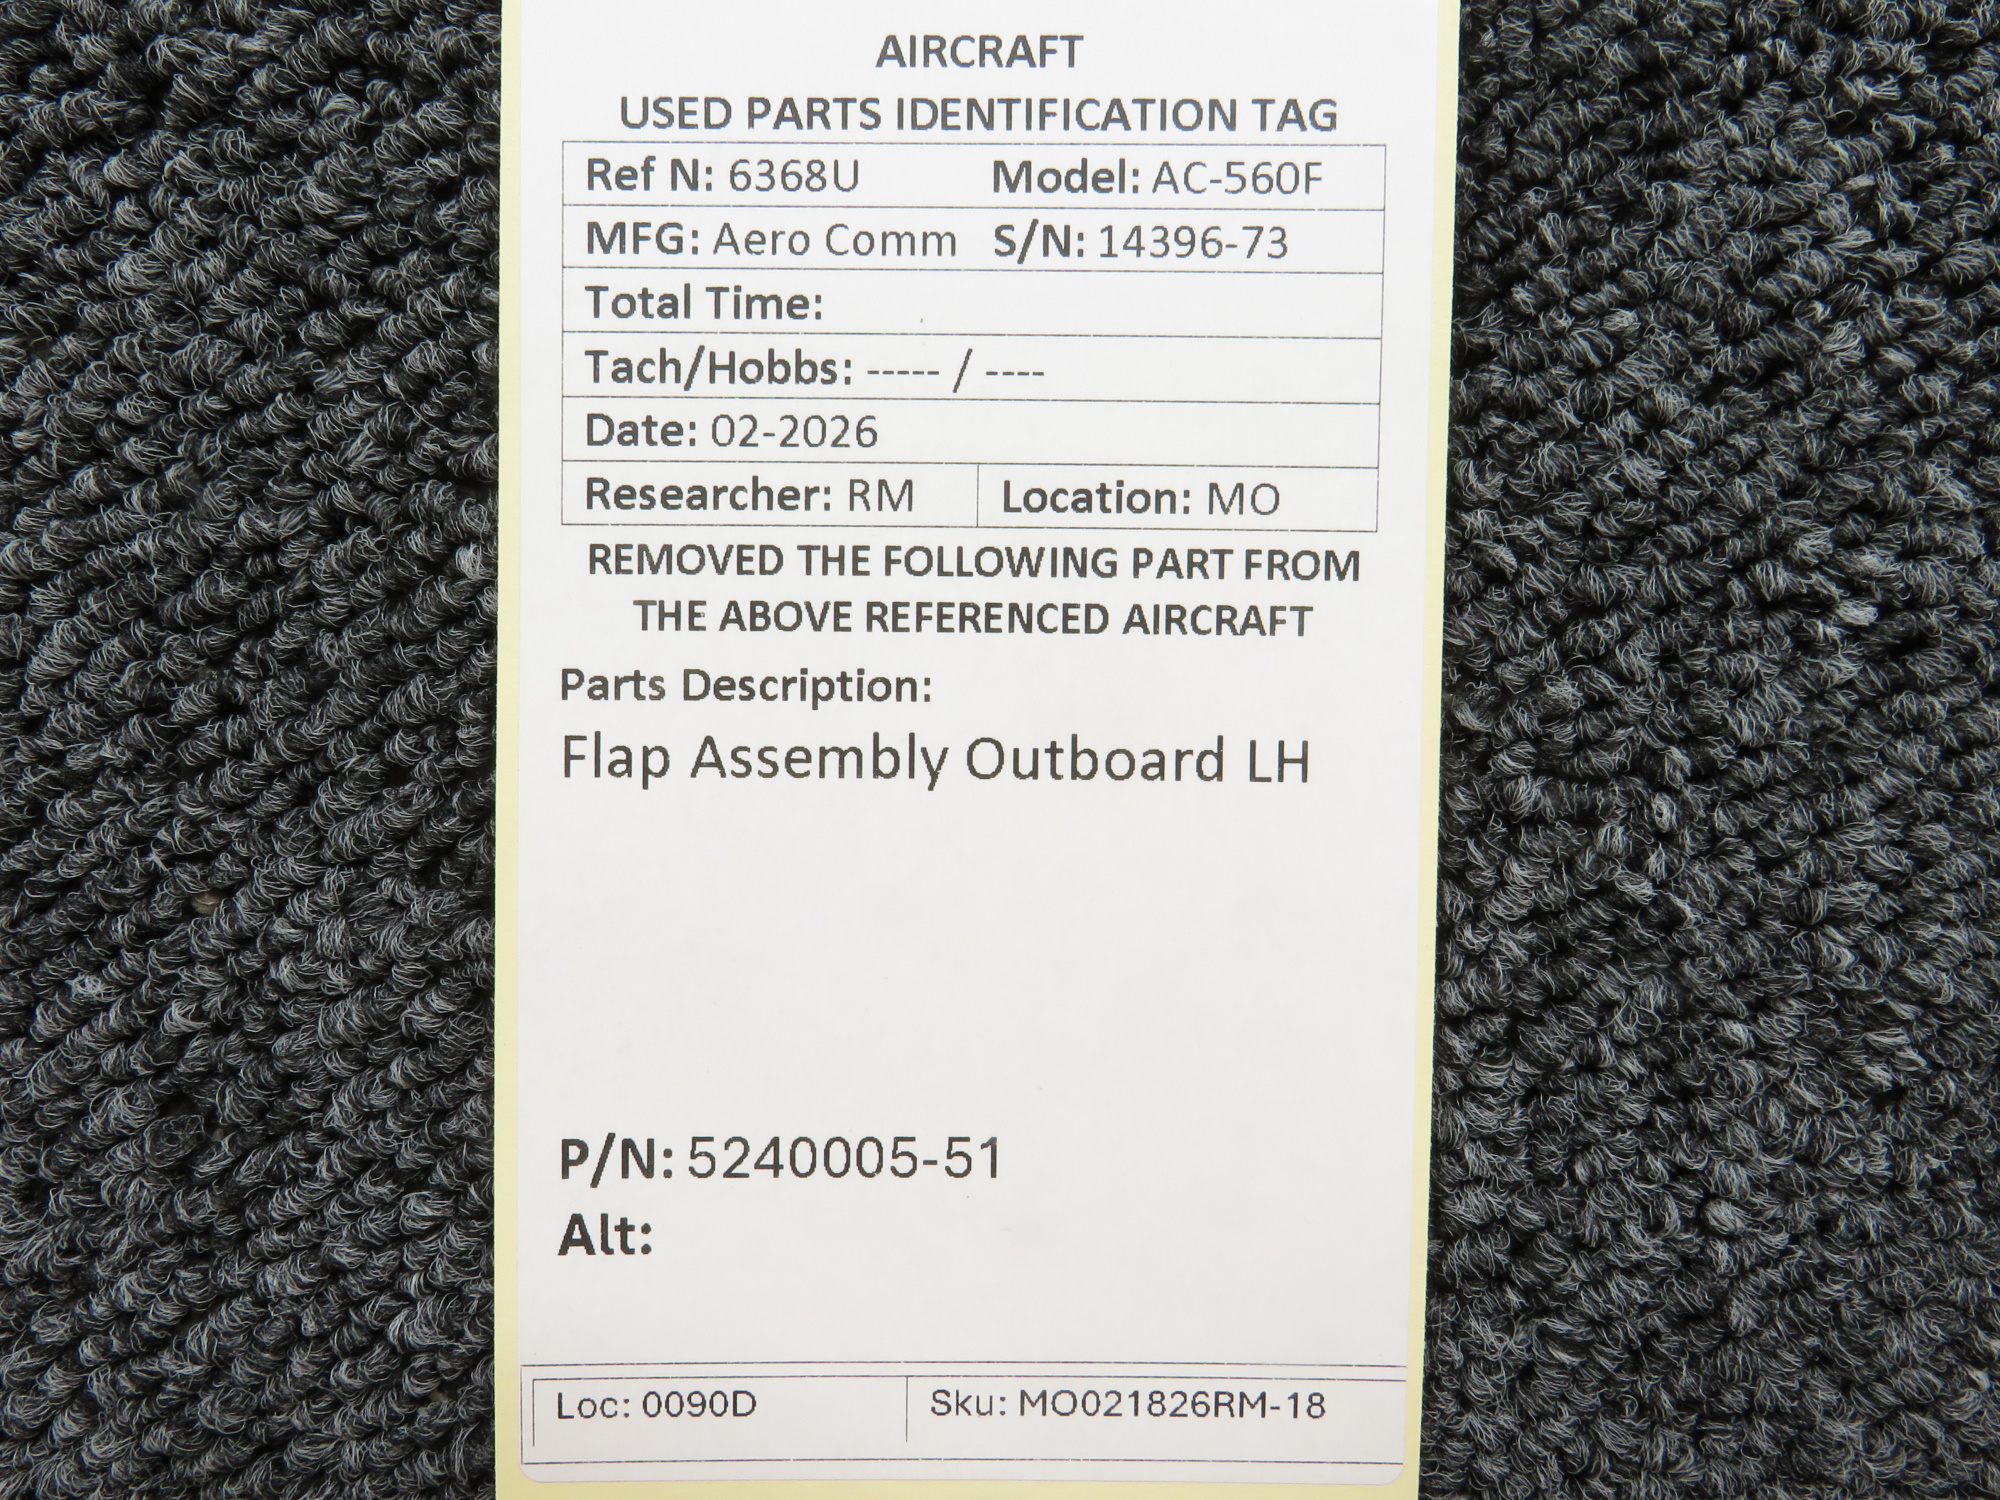 AIRCRAFT
USED PARTS IDENTIFICATION TAG
Ref N: 6368U Model: AC-560F
MFG: Aero Comm S/N: 14396-73
Total Time:
Tach/Hobbs: ----- / ----
Date: 02-2026
Researcher: RM Location: MO
REMOVED THE FOLLOWING PART FROM
THE ABOVE REFERENCED AIRCRAFT
Parts Description:
Flap Assembly Outboard LH
P/N: 5240005-51
Alt:
Loc: 0090D Sku: MO021826RM-18